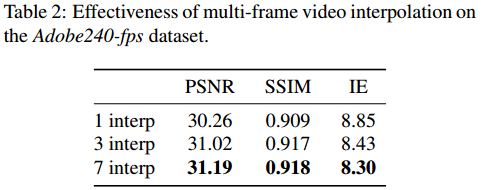 Table 2: Effectiveness of multi-frame video interpolation on
the Adobe240-fps dataset.
PSNR SSIM IE
1 interp 30.26 0.909 8.85
3 interp 31.02 0.917 8.43
7 interp 31.19 0.918 8.30